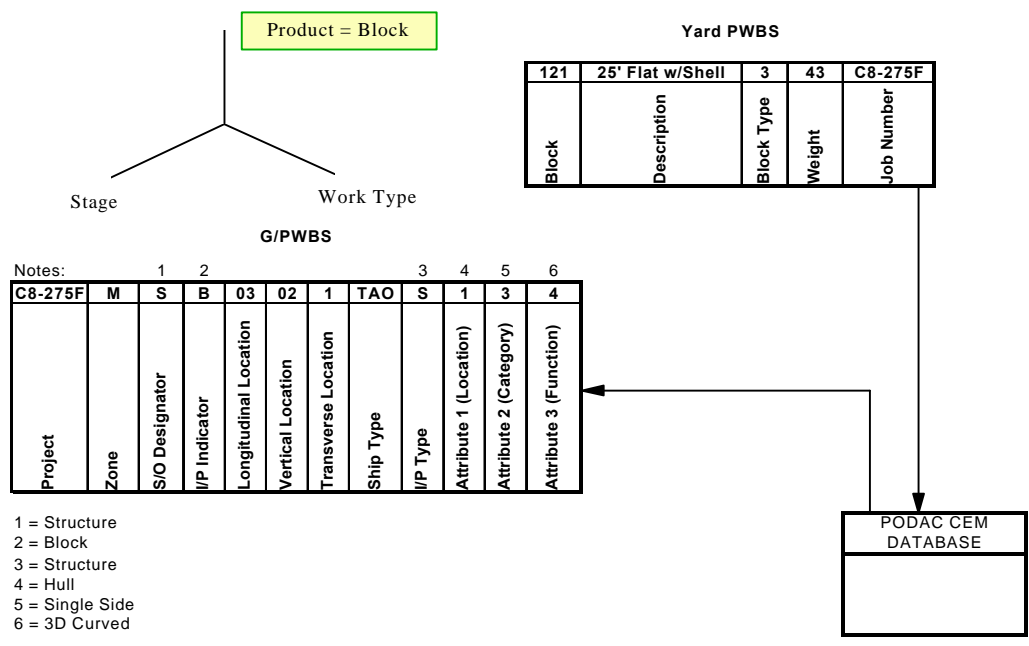 Product = Block
Stage
Work Type
Yard PWBS
121 25' Flat w/Shell 3 43 C8-275F
Block Description Block Type Weight Job Number
G/PWBS
Notes: 1 2 3 4 5 6
C8-275F M S B 03 02 1 TAO S 1 3 4
Project Zone S/O Designator I/P Indicator Longitudinal Location Vertical Location Transverse Location Ship Type I/P Type Attribute 1 (Location) Attribute 2 (Category) Attribute 3 (Function)
1 = Structure
2 = Block
3 = Structure
4 = Hull
5 = Single Side
6 = 3D Curved
PODAC CEM
DATABASE